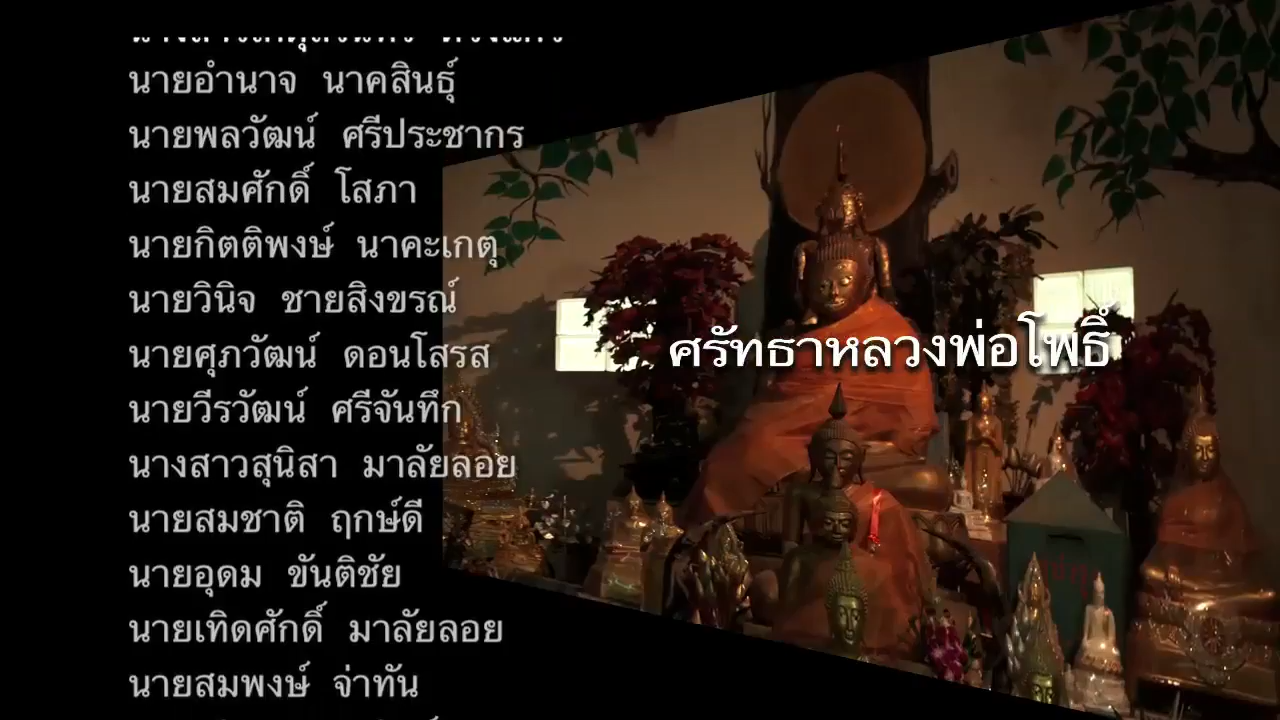 นายอำนาจ นาคสินธุ์
นายพลวัฒน์ ศรีประชากร
นายสมศักดิ์ โสภา
นายกิตติพงษ์ นาคะเกตุ
นายวินิจ ชายสิงขรณ์
นายศุภวัฒน์ ดอนโสรส
นายวีรวัฒน์ ศรีจันทึก
นางสาวสุนิสา มาลัยลอย
นายสมชาติ ฤกษ์ดี
นายอุดม ขันติชัย
นายเทิดศักดิ์ มาลัยลอย
นายสมพงษ์ จ่าทัน
ศรัทธาหลวงพ่อโพธิ์